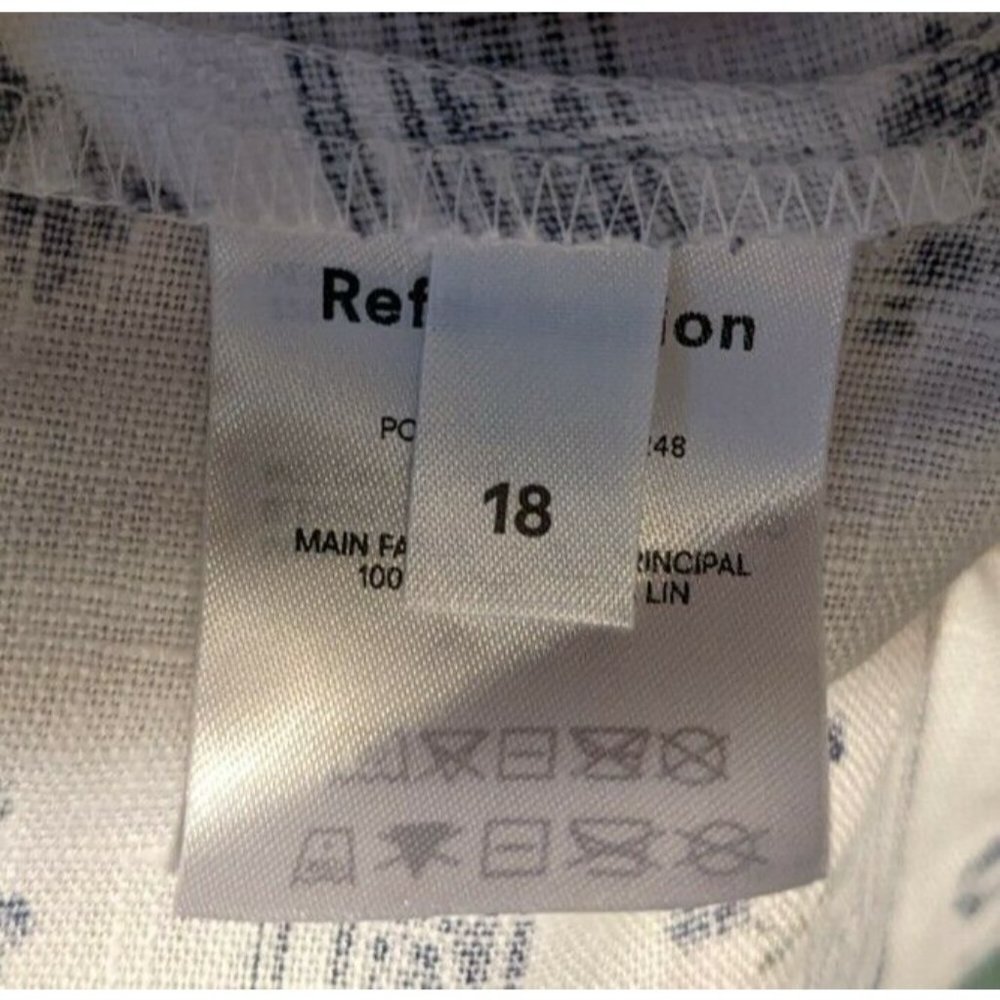 Ref
ion
PO
248
18
MAIN FA
RINCIPAL
100
LIN